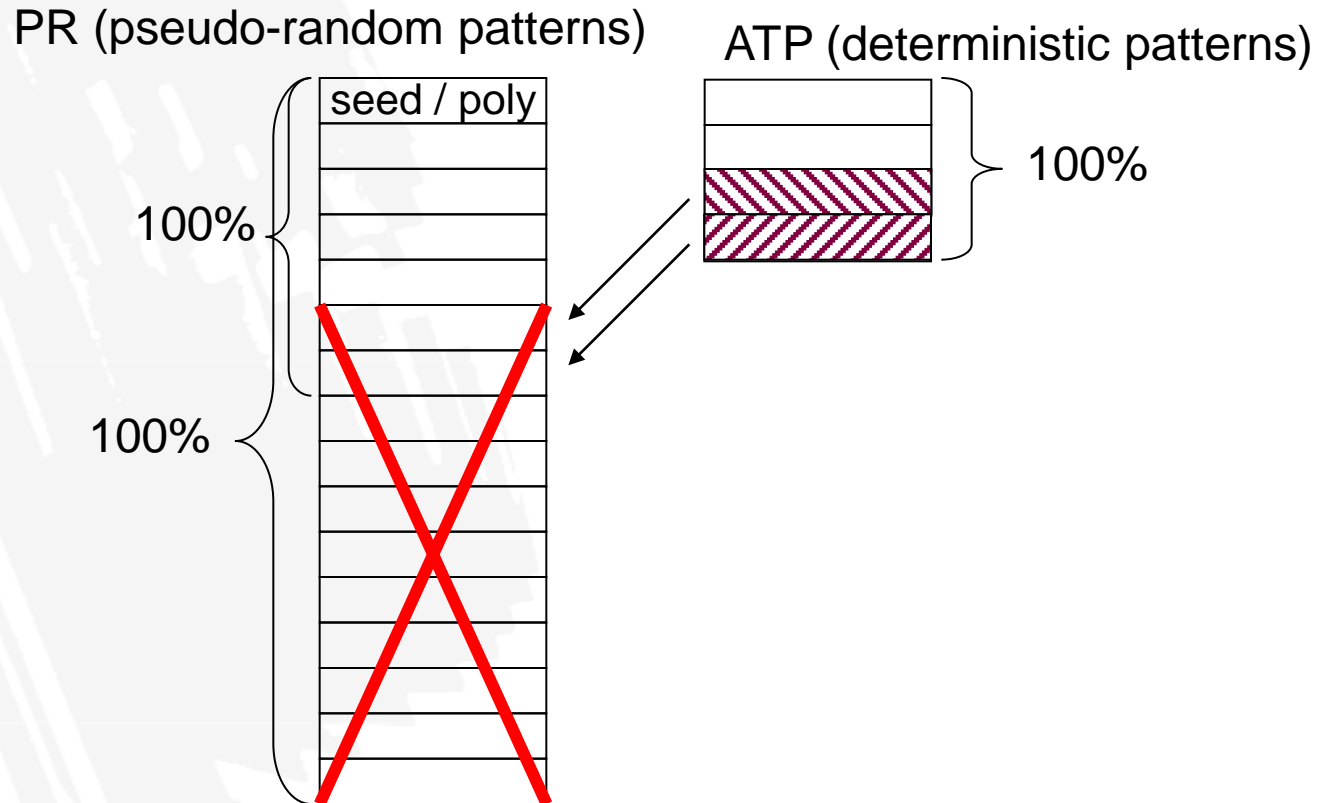 PR (pseudo-random patterns)
ATP (deterministic patterns)
seed / poly
100%
100%
100%